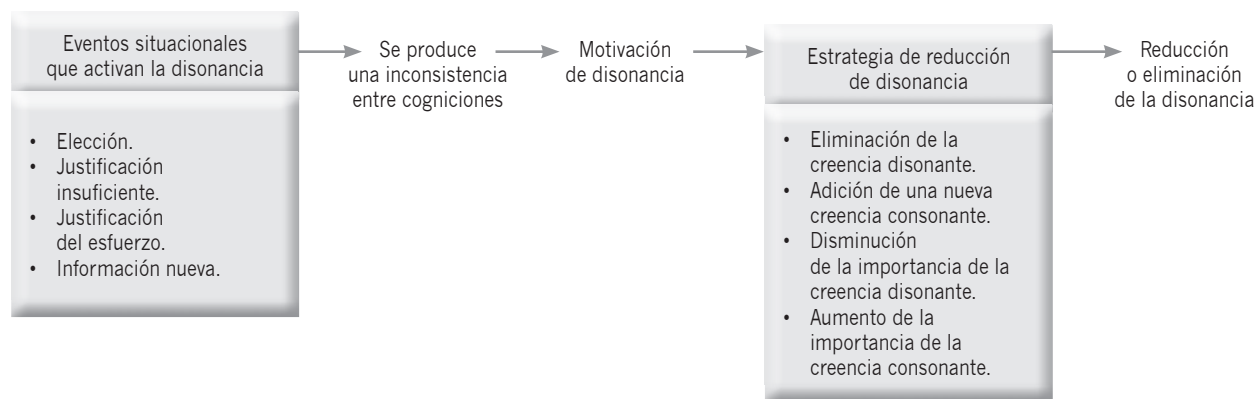 Eventos situacionales
que activan la disonancia
• Elección.
• Justificación
insuficiente.
• Justificación
del esfuerzo.
• Información nueva.
Se produce
una inconsistencia
entre cogniciones
Motivación
de disonancia
Estrategia de reducción
de disonancia
• Eliminación de la
creencia disonante.
• Adición de una nueva
creencia consonante.
• Disminución
de la importancia de la
creencia disonante.
• Aumento de la
importancia de la
creencia consonante.
Reducción
o eliminación
de la disonancia